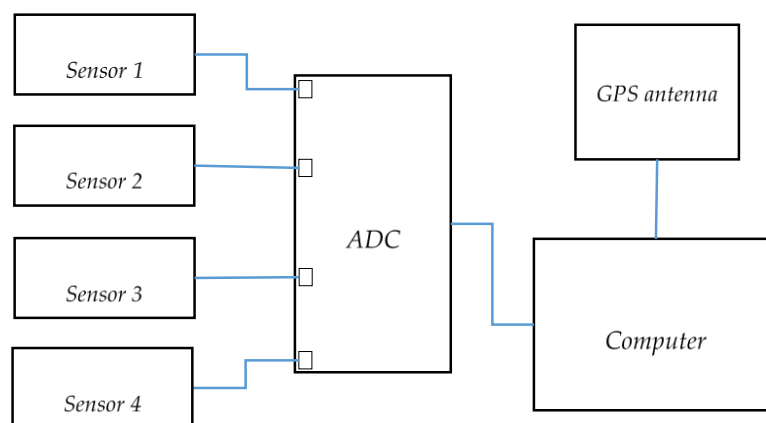 Sensor 1
Sensor 2
Sensor 3
Sensor 4
ADC
GPS antenna
Computer